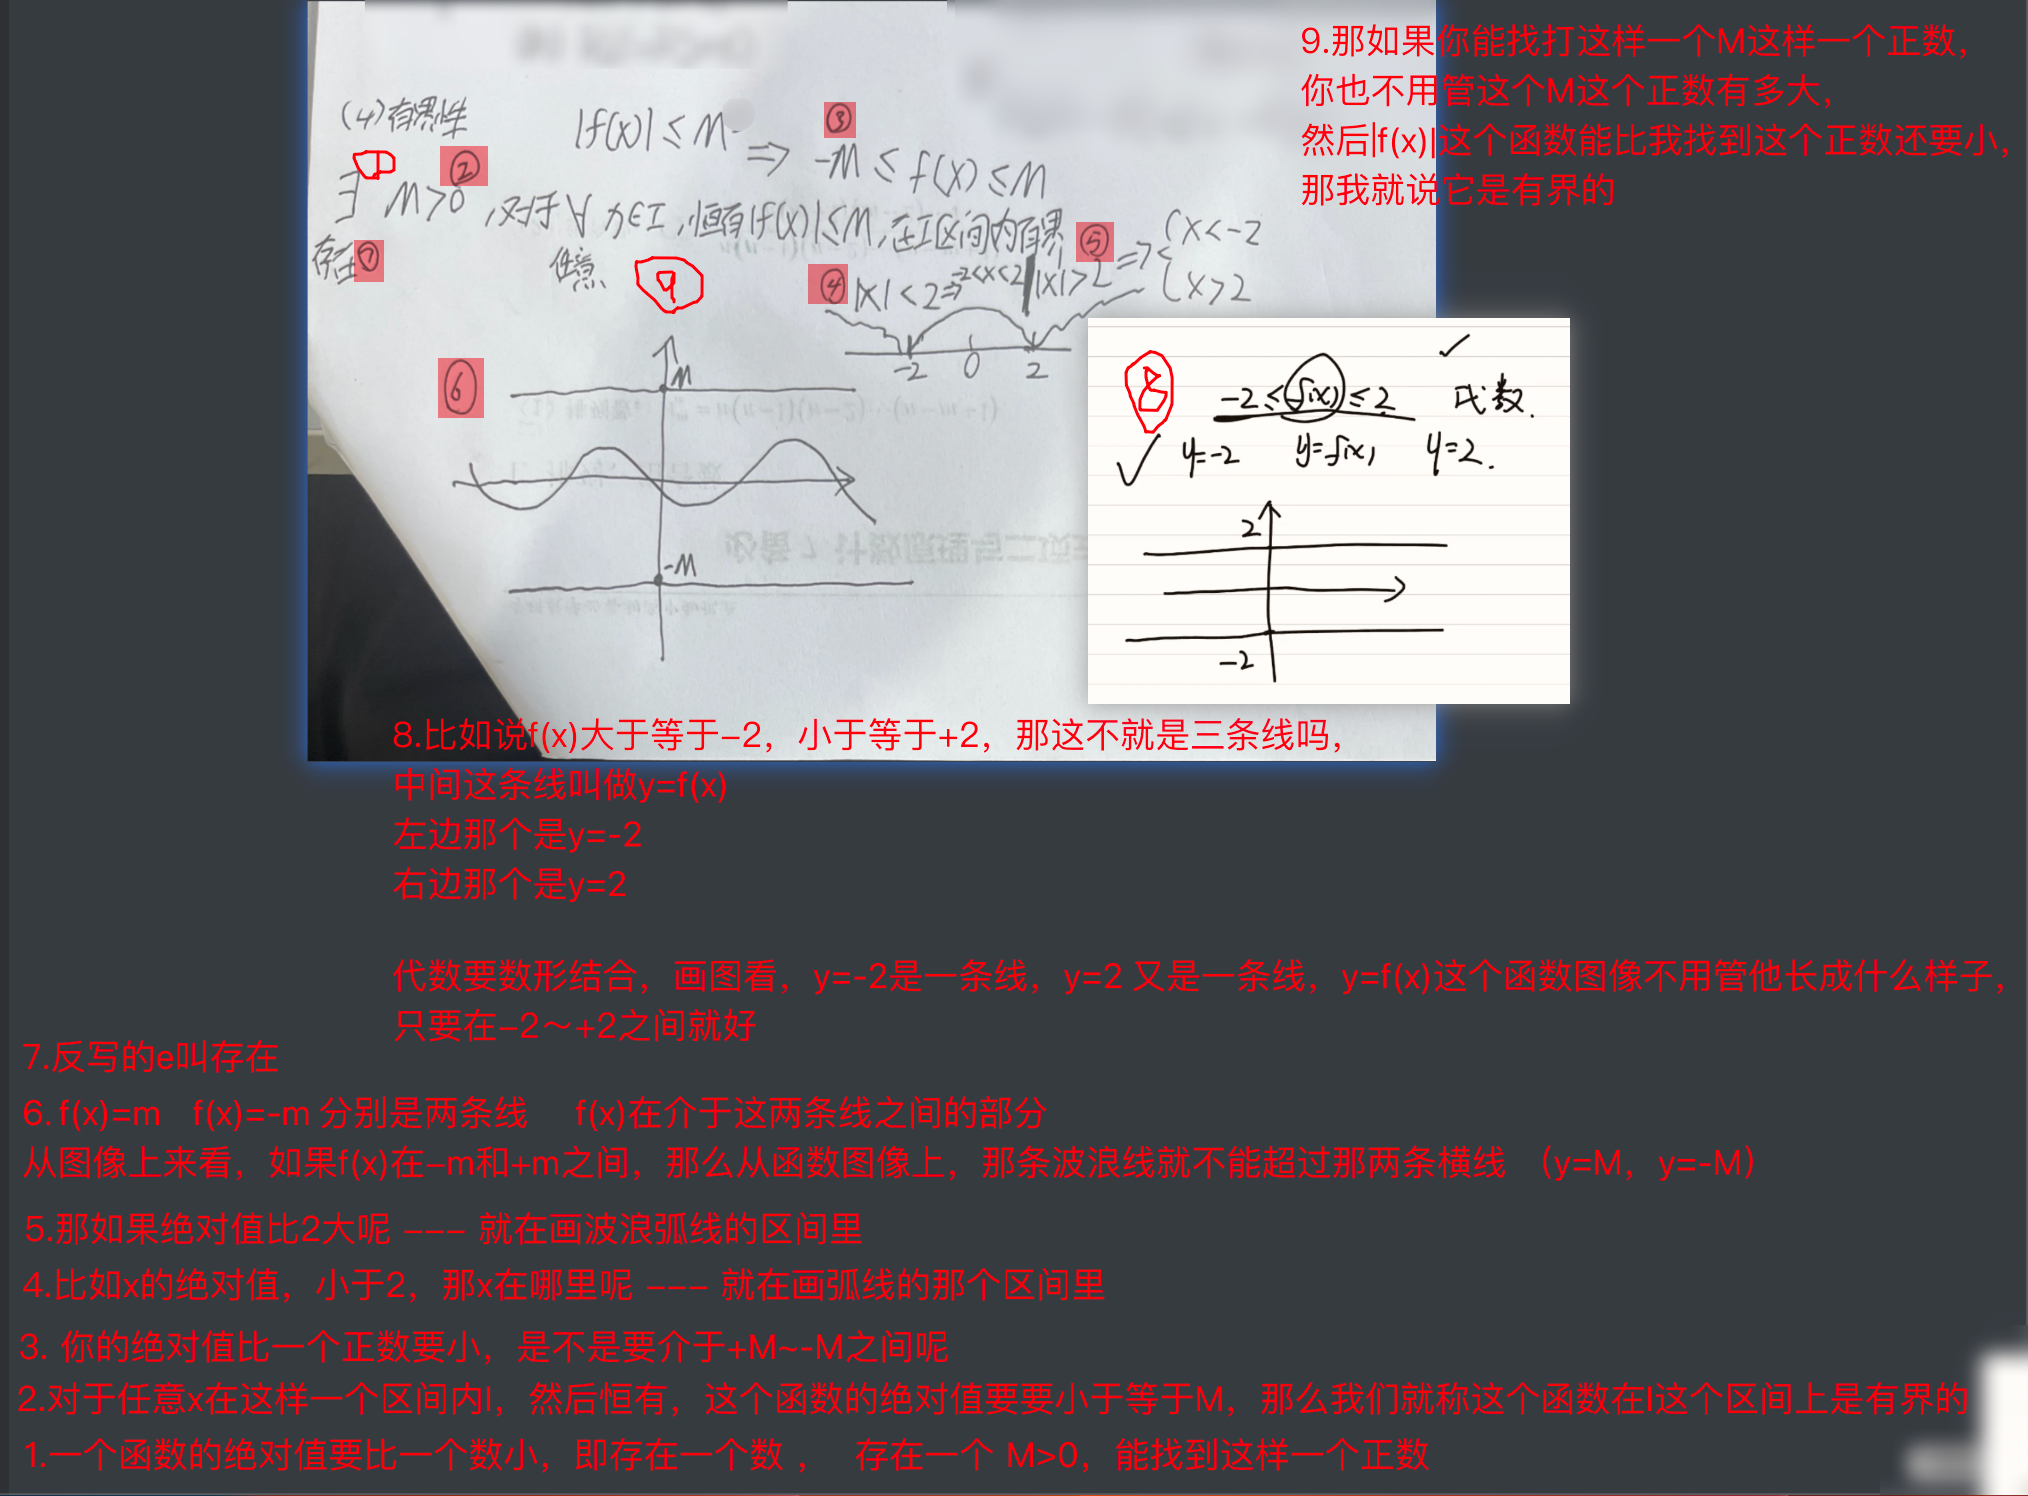 9.那如果你能找打这样一个M这样一个正数，
你也不用管这个M这个正数有多大，
然后|f(x)|这个函数能比我找到这个正数还要小，
那我就说它是有界的
(4)有界性
|f(x)| ≤ M
③
⇒ -M ≤ f(x) ≤ M
①
②
∃ M>0，对于∀ x∈I，恒有|f(x)|≤M，在I区间内有界
存在⑦
任意
9
④ |x|<2⇒-2<x<2
⑤
|x|>2 ⇒ { x<-2
x>2
-2 0 2
⑥
M
-M
8
-2 ≤ f(x) ≤ 2 代数.
y=-2 y=f(x) y=2.
2
-2
8.比如说f(x)大于等于-2，小于等于+2，那这不就是三条线吗，
中间这条线叫做y=f(x)
左边那个是y=-2
右边那个是y=2
代数要数形结合，画图看，y=-2是一条线，y=2 又是一条线，y=f(x)这个函数图像不用管他长成什么样子，
只要在-2～+2之间就好
7.反写的e叫存在
6. f(x)=m f(x)=-m 分别是两条线 f(x)在介于这两条线之间的部分
从图像上来看，如果f(x)在-m和+m之间，那么从函数图像上，那条波浪线就不能超过那两条横线 （y=M，y=-M）
5.那如果绝对值比2大呢 --- 就在画波浪弧线的区间里
4.比如x的绝对值，小于2，那x在哪里呢 --- 就在画弧线的那个区间里
3. 你的绝对值比一个正数要小，是不是要介于+M~-M之间呢
2.对于任意x在这样一个区间内I，然后恒有，这个函数的绝对值要要小于等于M，那么我们就称这个函数在I这个区间上是有界的
1.一个函数的绝对值要比一个数小，即存在一个数 ， 存在一个 M>0，能找到这样一个正数